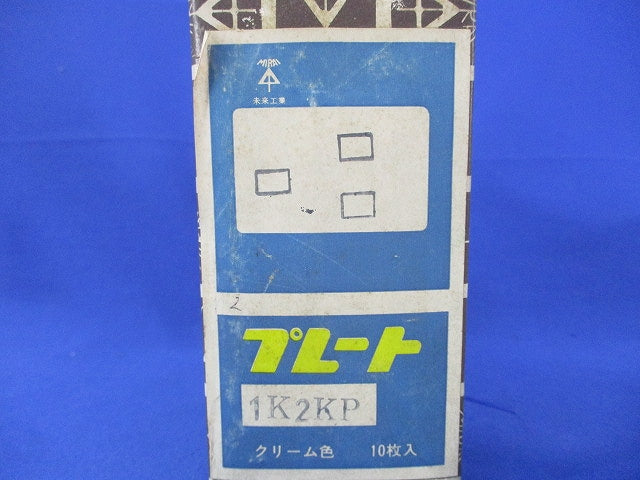 MIRAI
未来工業
2
プレート
1K2KP
クリーム色 10枚入